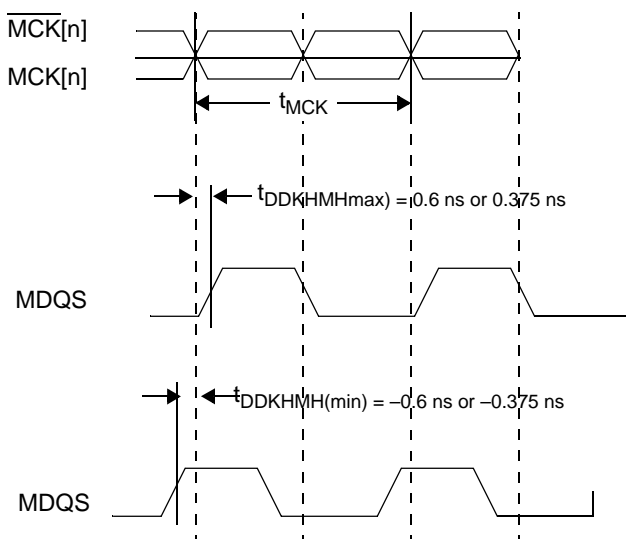 M̅C̅K̅[n]
MCK[n]
tMCK
tDDKHMHmax) = 0.6 ns or 0.375 ns
MDQS
tDDKHMH(min) = –0.6 ns or –0.375 ns
MDQS